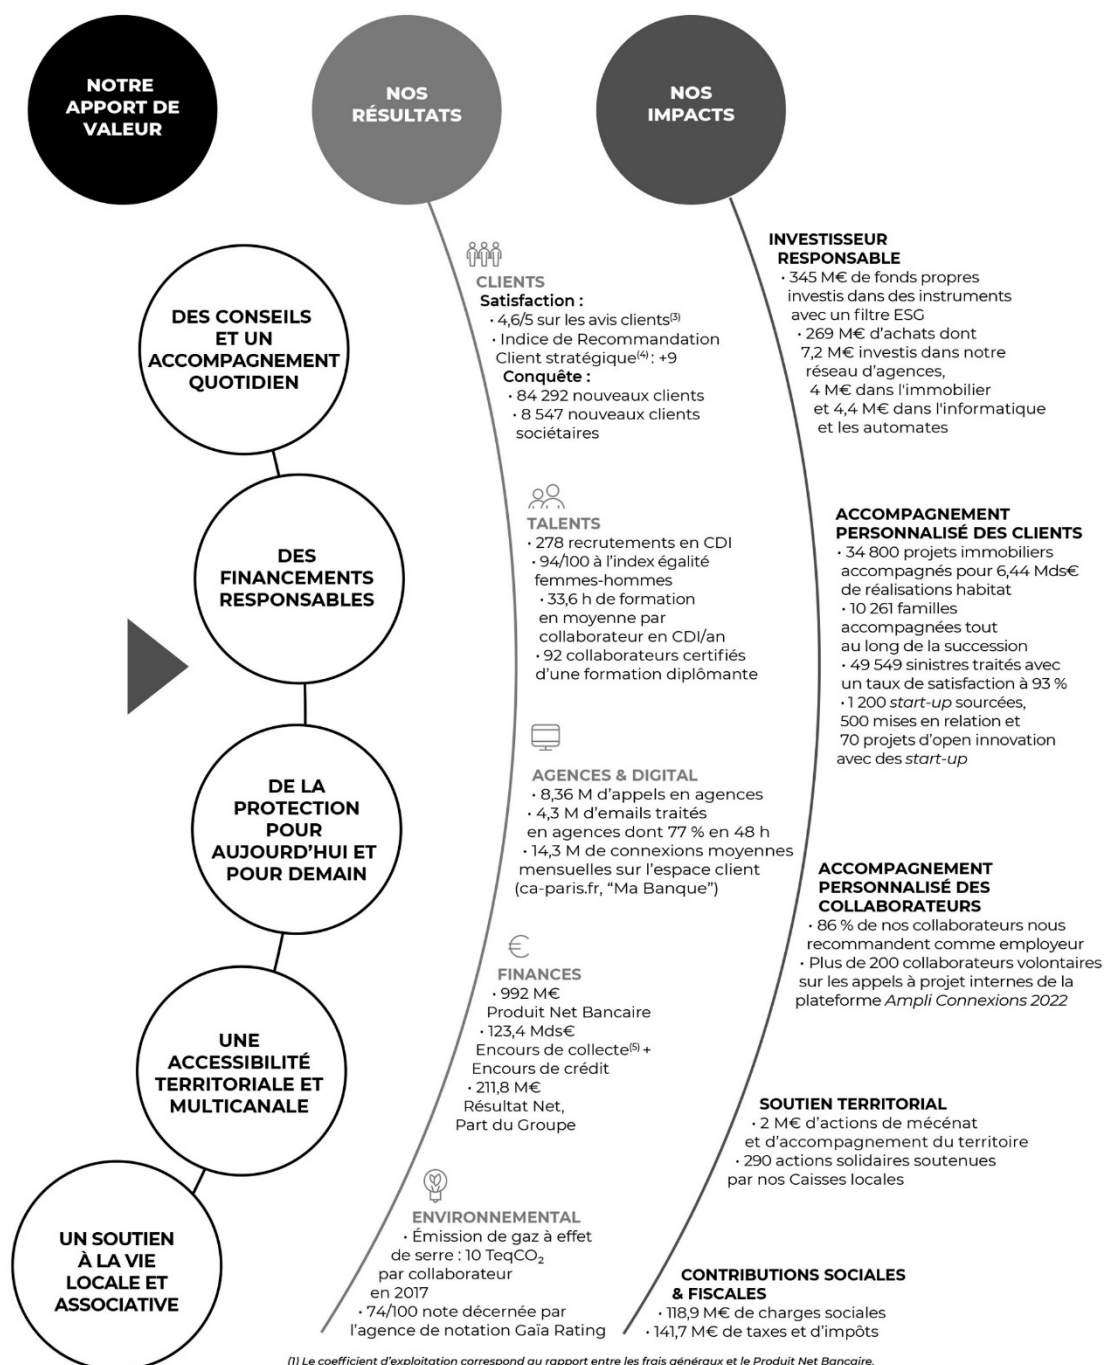 NOTRE
APPORT DE
VALEUR
NOS
RÉSULTATS
NOS
IMPACTS
DES CONSEILS
ET UN
ACCOMPAGNEMENT
QUOTIDIEN
DES
FINANCEMENTS
RESPONSABLES
DE LA
PROTECTION
POUR
AUJOURD'HUI ET
POUR DEMAIN
UNE
ACCESSIBILITÉ
TERRITORIALE ET
MULTICANALE
UN SOUTIEN
À LA VIE
LOCALE ET
ASSOCIATIVE
CLIENTS
Satisfaction :
· 4,6/5 sur les avis clients(3)
· Indice de Recommandation
Client stratégique(4) : +9
Conquête :
· 84 292 nouveaux clients
· 8 547 nouveaux clients
sociétaires
TALENTS
· 278 recrutements en CDI
· 94/100 à l'index égalité
femmes-hommes
· 33,6 h de formation
en moyenne par
collaborateur en CDI/an
· 92 collaborateurs certifiés
d'une formation diplômante
AGENCES & DIGITAL
· 8,36 M d'appels en agences
· 4,3 M d'emails traités
en agences dont 77 % en 48 h
· 14,3 M de connexions moyennes
mensuelles sur l'espace client
(ca-paris.fr, “Ma Banque”)
€
FINANCES
· 992 M€
Produit Net Bancaire
· 123,4 Mds€
Encours de collecte(5) +
Encours de crédit
· 211,8 M€
Résultat Net,
Part du Groupe
ENVIRONNEMENTAL
· Émission de gaz à effet
de serre : 10 TeqCO₂
par collaborateur
en 2017
· 74/100 note décernée par
l'agence de notation Gaïa Rating
INVESTISSEUR
RESPONSABLE
· 345 M€ de fonds propres
investis dans des instruments
avec un filtre ESG
· 269 M€ d'achats dont
7,2 M€ investis dans notre
réseau d'agences,
4 M€ dans l'immobilier
et 4,4 M€ dans l'informatique
et les automates
ACCOMPAGNEMENT
PERSONNALISÉ DES CLIENTS
· 34 800 projets immobiliers
accompagnés pour 6,44 Mds€
de réalisations habitat
· 10 261 familles
accompagnées tout
au long de la succession
· 49 549 sinistres traités avec
un taux de satisfaction à 93 %
· 1 200 start-up sourcées,
500 mises en relation et
70 projets d'open innovation
avec des start-up
ACCOMPAGNEMENT
PERSONNALISÉ DES
COLLABORATEURS
· 86 % de nos collaborateurs nous
recommandent comme employeur
· Plus de 200 collaborateurs volontaires
sur les appels à projet internes de la
plateforme Ampli Connexions 2022
SOUTIEN TERRITORIAL
· 2 M€ d'actions de mécénat
et d'accompagnement du territoire
· 290 actions solidaires soutenues
par nos Caisses locales
CONTRIBUTIONS SOCIALES
& FISCALES
· 118,9 M€ de charges sociales
· 141,7 M€ de taxes et d'impôts
(1) Le coefficient d'exploitation correspond au rapport entre les frais généraux et le Produit Net Bancaire.